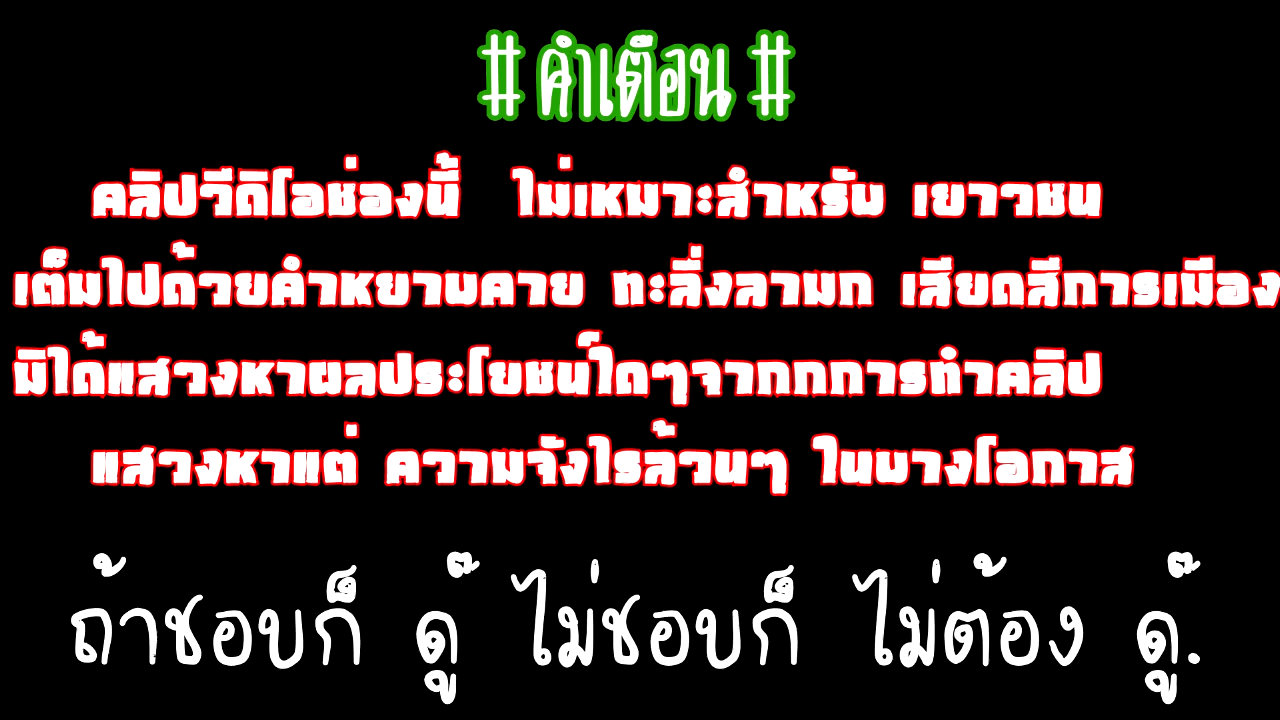 # คำเตือน #
คลิปวีดิโอช่องนี้ ไม่เหมาะสำหรับ เยาวชน
เต็มไปด้วยคำหยาบคาย ทะลึ่งลามก เสียดสีการเมือง
มิได้แสวงหาผลประโยชน์ใดๆจากกการทำคลิป
แสวงหาแต่ ความจังไรล้วนๆ ในบางโอกาส
ถ้าชอบก็ ดู๊ ไม่ชอบก็ ไม่ต้อง ดู๊.